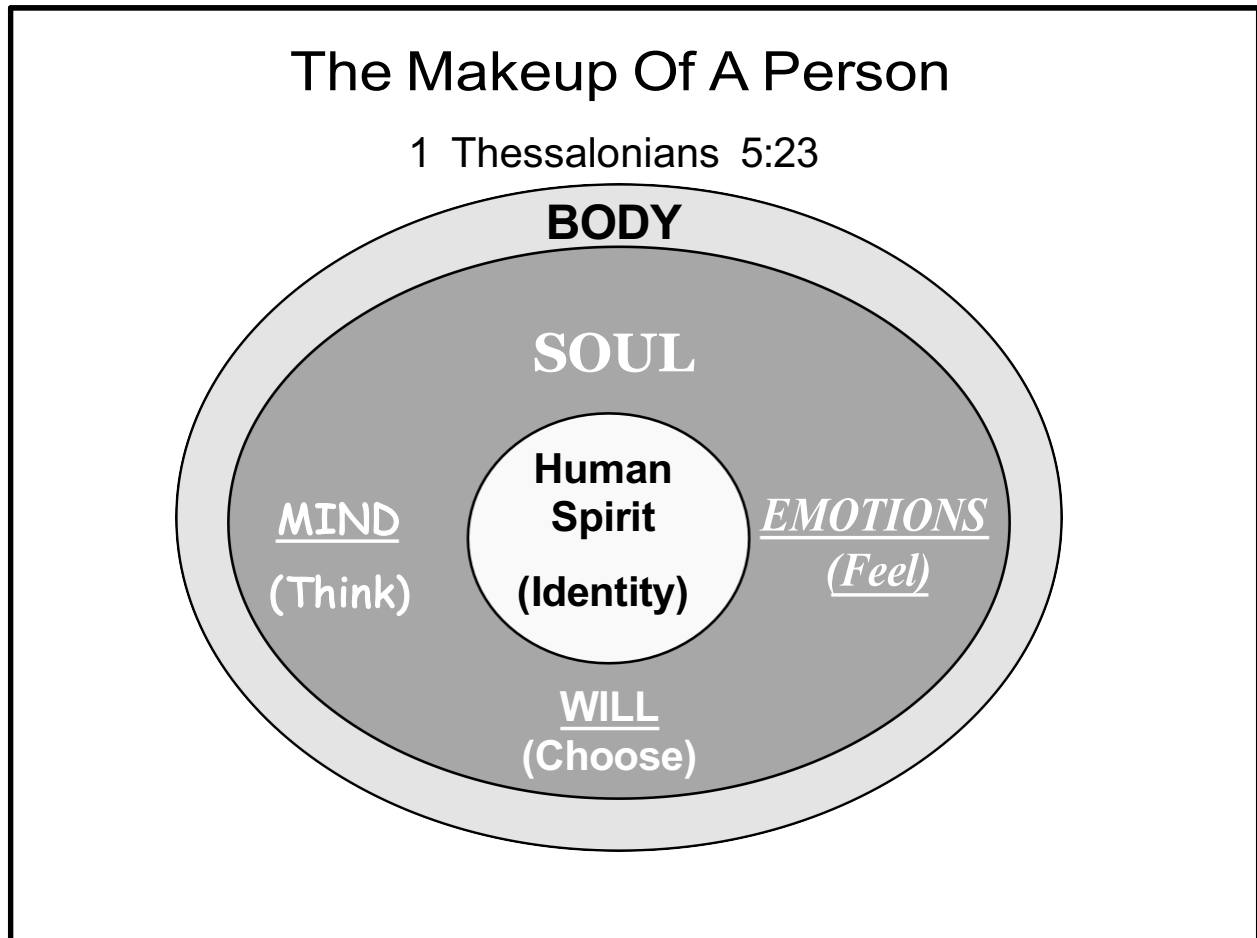 The Makeup Of A Person
1 Thessalonians 5:23
BODY
SOUL
Human
Spirit
(Identity)
MIND
(Think)
EMOTIONS
(Feel)
WILL
(Choose)